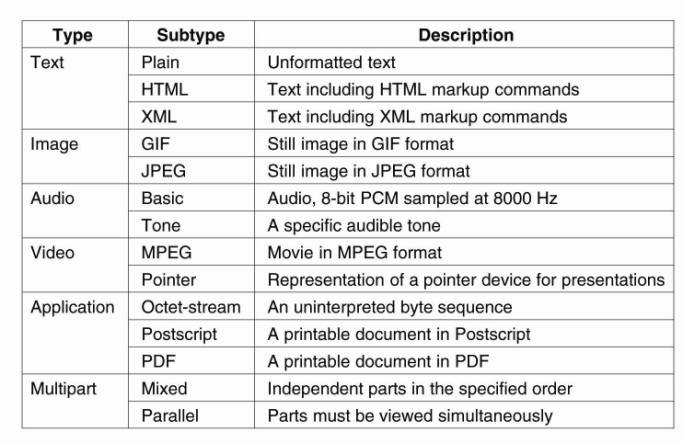 Type Subtype Description
Text Plain Unformatted text
HTML Text including HTML markup commands
XML Text including XML markup commands
Image GIF Still image in GIF format
JPEG Still image in JPEG format
Audio Basic Audio, 8-bit PCM sampled at 8000 Hz
Tone A specific audible tone
Video MPEG Movie in MPEG format
Pointer Representation of a pointer device for presentations
Application Octet-stream An uninterpreted byte sequence
Postscript A printable document in Postscript
PDF A printable document in PDF
Multipart Mixed Independent parts in the specified order
Parallel Parts must be viewed simultaneously